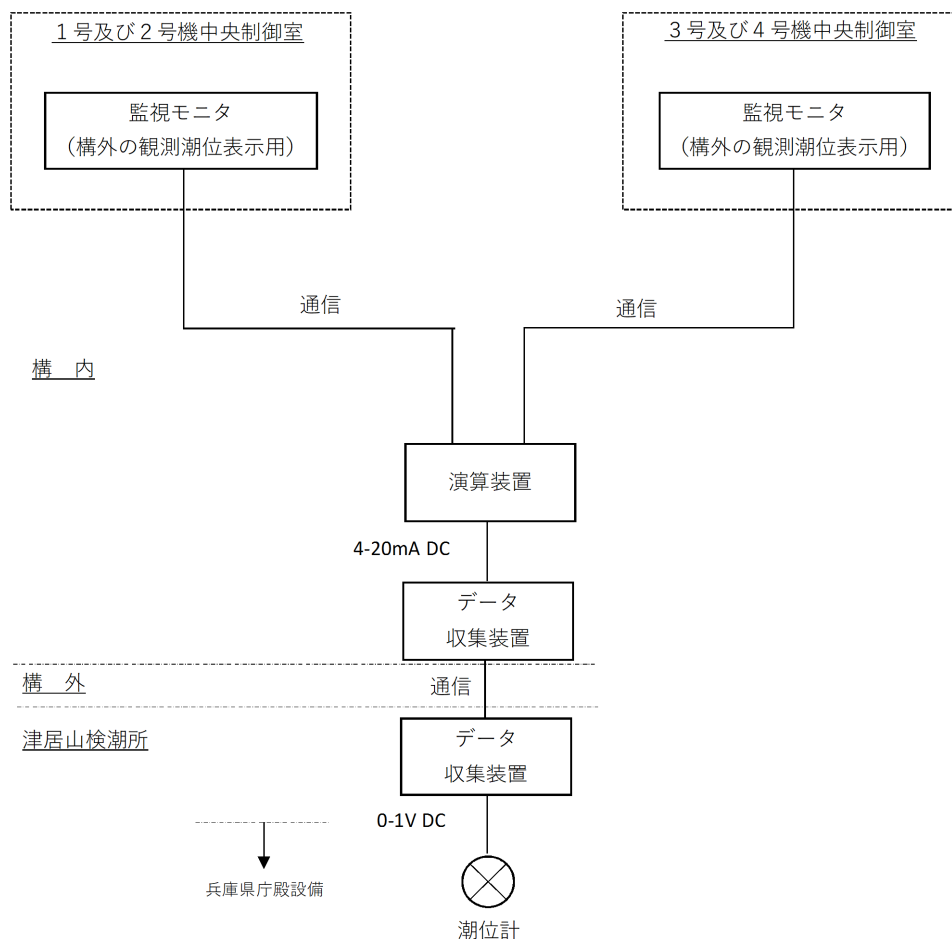 １号及び２号機中央制御室
３号及び４号機中央制御室
監視モニタ
（構外の観測潮位表示用）
監視モニタ
（構外の観測潮位表示用）
通信
通信
構　内
演算装置
4-20mA DC
データ
収集装置
構　外
通信
津居山検潮所
データ
収集装置
0-1V DC
兵庫県庁殿設備
潮位計